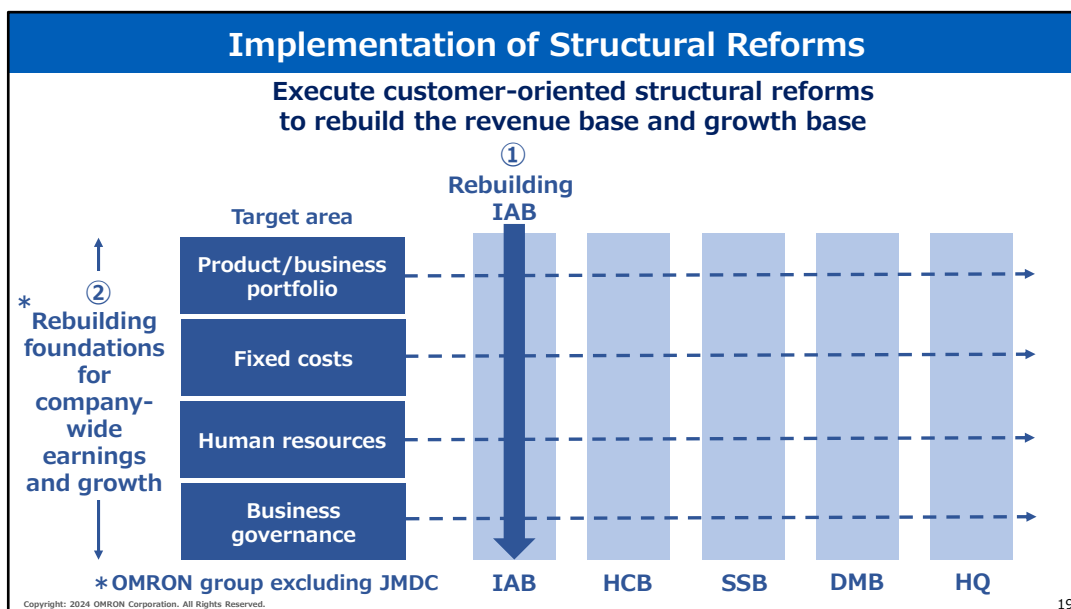 Implementation of Structural Reforms
Execute customer-oriented structural reforms
to rebuild the revenue base and growth base
①
Rebuilding
IAB
Target area
②
*
Rebuilding
foundations
for
company-
wide
earnings
and growth
Product/business
portfolio
Fixed costs
Human resources
Business
governance
*OMRON group excluding JMDC
IAB
HCB
SSB
DMB
HQ
Copyright: 2024 OMRON Corporation. All Rights Reserved.
19